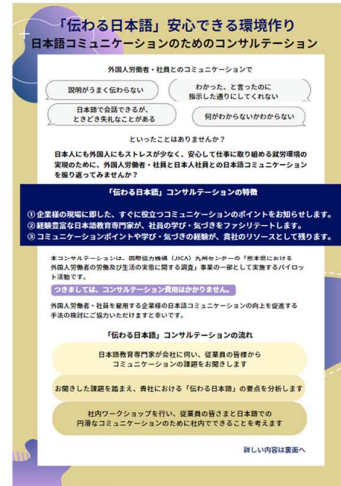 「伝わる日本語」安心できる環境作り
日本語コミュニケーションのためのコンサルテーション
外国人労働者・社員とのコミュニケーションで
説明がうまく伝わらない
わかった、と言ったのに
指示した通りにしてくれない
日本語で会話できるが、
ときどき失礼なことがある
何がわからないかわからない
といったことはありませんか？
日本人にも外国人にもストレスが少なく、安心して仕事に取り組める就労環境の
実現のために、外国人労働者・社員と日本人社員との日本語コミュニケーション
を振り返ってみませんか？
「伝わる日本語」コンサルテーションの特徴
①企業様の現場に即した、すぐに役立つコミュニケーションのポイントをお知らせします。
②経験豊富な日本語教育専門家が、社員の学び・気づきをファシリテートします。
③コミュニケーションポイントや学び・気づきの経験が、貴社のリソースとして残ります。
本コンサルテーションは、国際協力機構（JICA）九州センターの「熊本県における
外国人労働者の労働及び生活の実態に関する調査」事業の一部として実施するパイロッ
ト活動です。
つきましては、コンサルテーション費用はかかりません。
外国人労働者・社員を雇用する企業様の日本語コミュニケーションの向上を促進する
手法の検討にご協力いただけますと幸いです。
「伝わる日本語」コンサルテーションの流れ
日本語教育専門家が会社に伺い、従業員の皆様から
コミュニケーションの課題をお聞きします
お聞きした課題を踏まえ、貴社における「伝わる日本語」の要点を分析します
社内ワークショップを行い、従業員の皆さまと日本語での
円滑なコミュニケーションのために社内でできることを考えます
詳しい内容は裏面へ